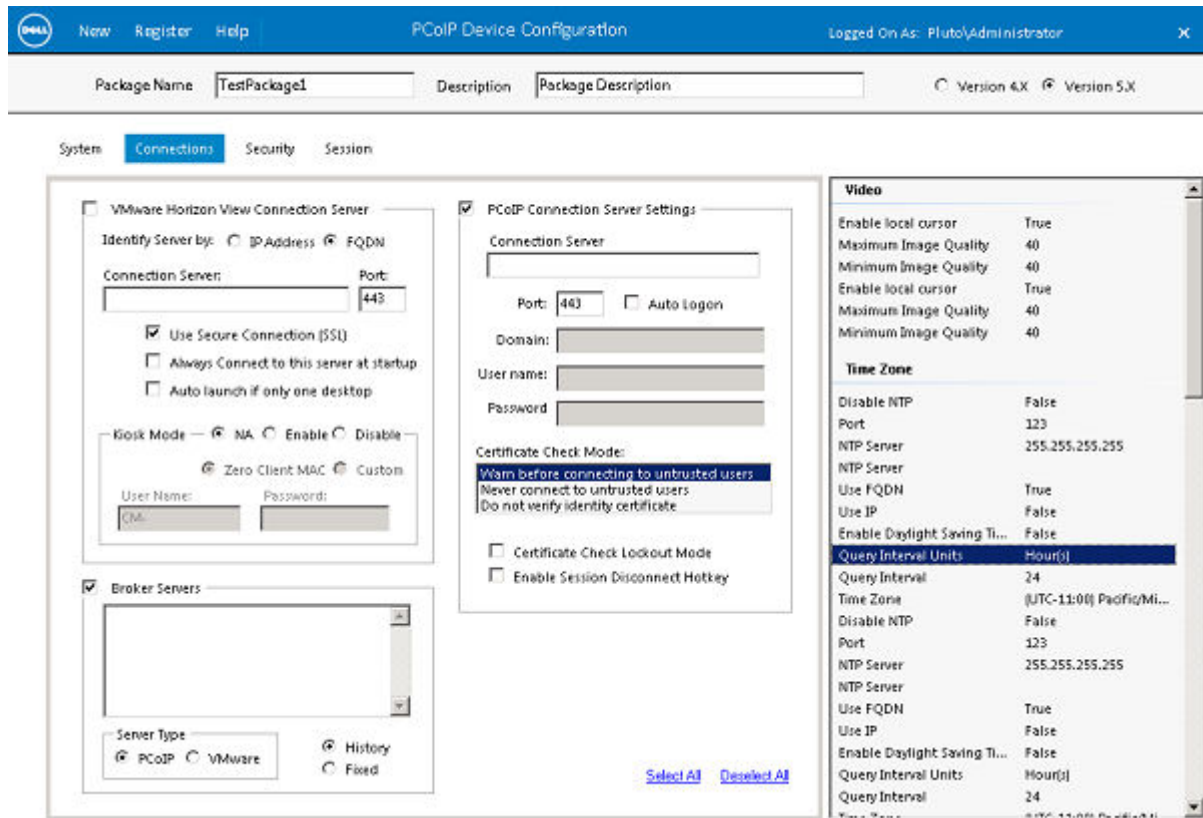 DELL
New Register Help
PCoIP Device Configuration
Logged On As: Pluto\Administrator
×
Package Name
TestPackage1
Description
Package Description
Version 4.X
Version 5.X
System Connections Security Session
VMware Horizon View Connection Server
Identify Server by: IP Address FQDN
Connection Server: Port:
443
Use Secure Connection (SSL)
Always Connect to this server at startup
Auto launch if only one desktop
Kiosk Mode NA Enable Disable
Zero Client MAC Custom
User Name: Password:
CM-
Broker Servers
Server Type
PCoIP VMware
History
Fixed
PCoIP Connection Server Settings
Connection Server
Port: 443 Auto Logon
Domain:
User name:
Password
Certificate Check Mode:
Warn before connecting to untrusted users
Never connect to untrusted users
Do not verify identity certificate
Certificate Check Lockout Mode
Enable Session Disconnect Hotkey
Select All Deselect All
Video
Enable local cursor True
Maximum Image Quality 40
Minimum Image Quality 40
Enable local cursor True
Maximum Image Quality 40
Minimum Image Quality 40
Time Zone
Disable NTP False
Port 123
NTP Server 255.255.255.255
NTP Server
Use FQDN True
Use IP False
Enable Daylight Saving Ti... False
Query Interval Units Hour(s)
Query Interval 24
Time Zone (UTC-11:00) Pacific/Mi...
Disable NTP False
Port 123
NTP Server 255.255.255.255
NTP Server
Use FQDN True
Use IP False
Enable Daylight Saving Ti... False
Query Interval Units Hour(s)
Query Interval 24
Time Zone (UTC-11:00) Pacific/Mi...